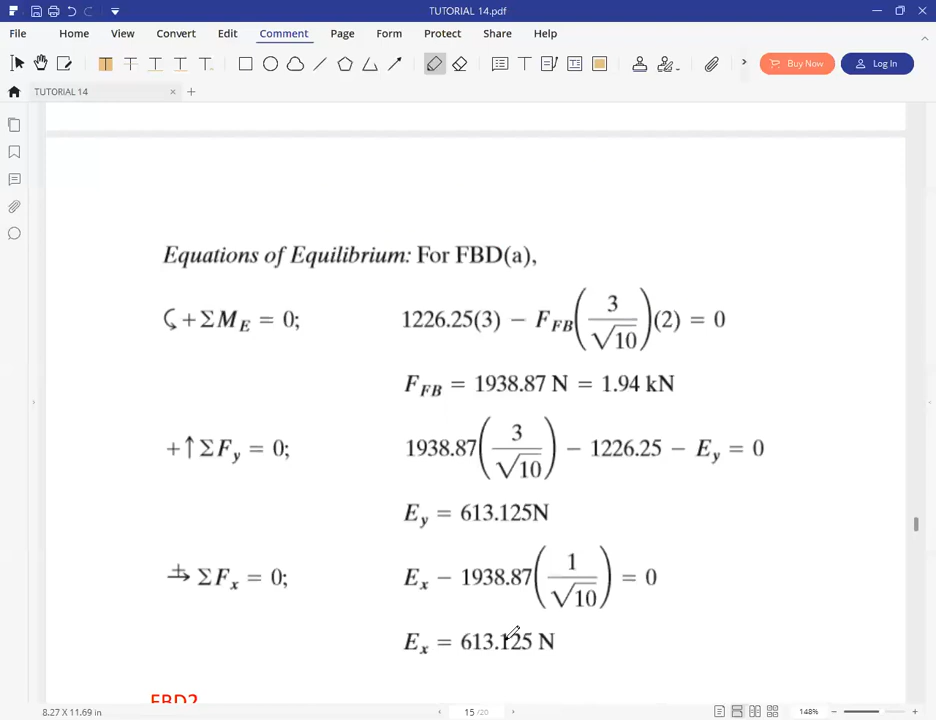 TUTORIAL 14.pdf
File Home View Convert Edit Comment Page Form Protect Share Help
Buy Now Log In
TUTORIAL 14
Equations of Equilibrium: For FBD(a),
↶+ΣM_E = 0; 1226.25(3) − F_FB(3/√10)(2) = 0
F_FB = 1938.87 N = 1.94 kN
+↑ΣF_y = 0; 1938.87(3/√10) − 1226.25 − E_y = 0
E_y = 613.125N
+→ ΣF_x = 0; E_x − 1938.87(1/√10) = 0
E_x = 613.125 N
FBD2
8.27 X 11.69 in 15 /20 148%